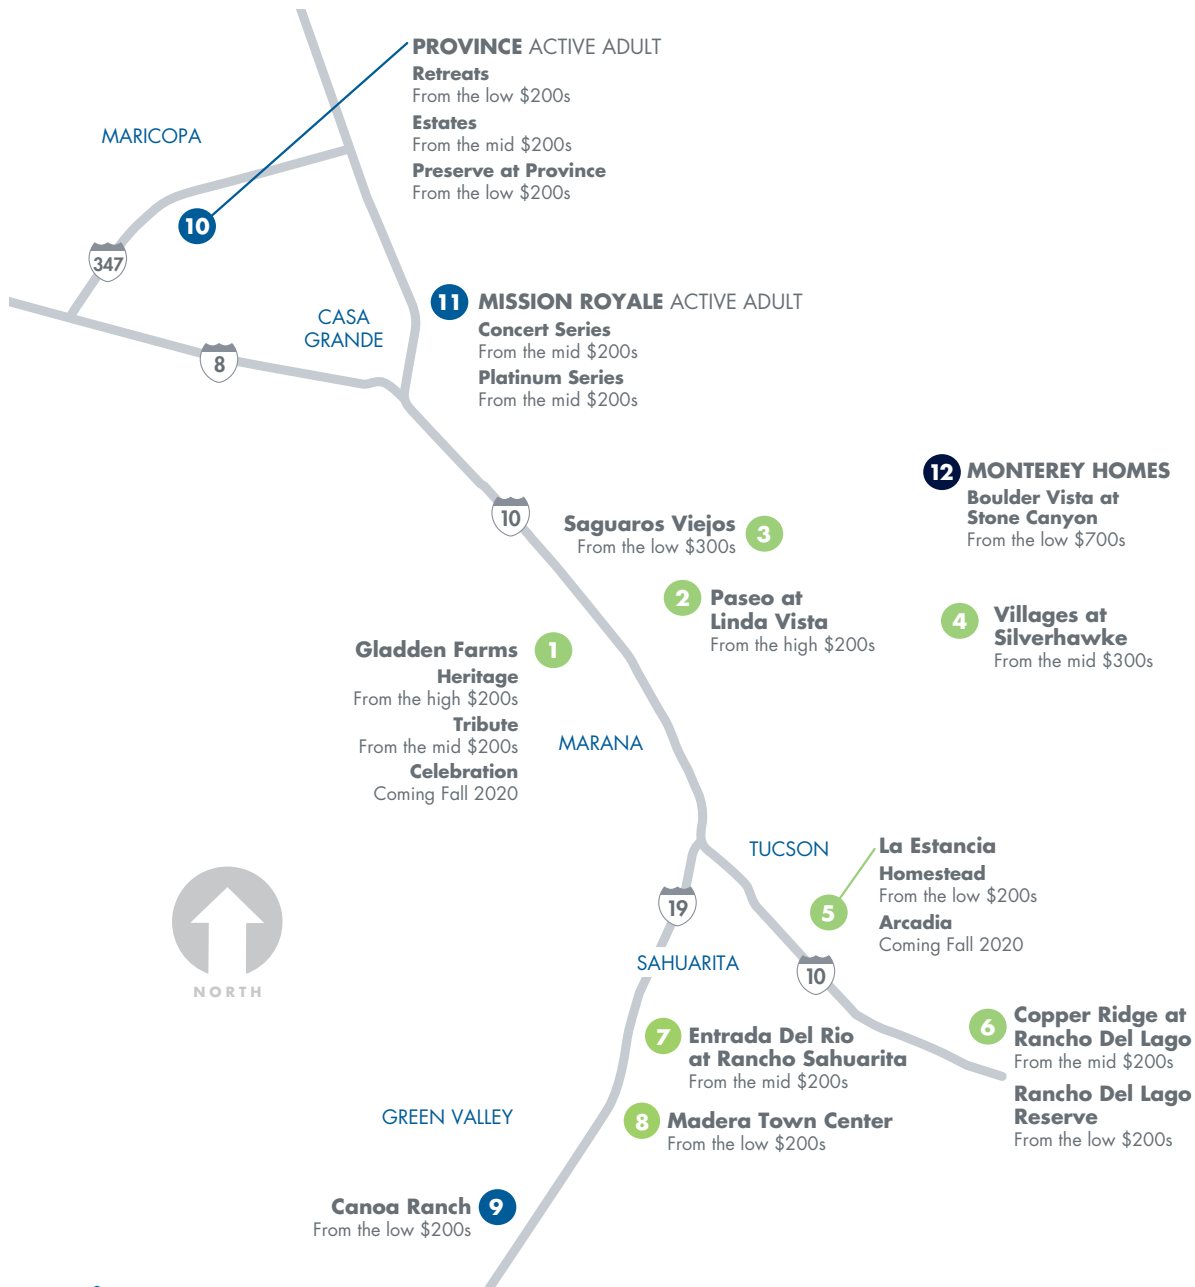 PROVINCE ACTIVE ADULT
Retreats
From the low $200s
Estates
From the mid $200s
Preserve at Province
From the low $200s
MARICOPA
10
347
11 MISSION ROYALE ACTIVE ADULT
Concert Series
From the mid $200s
Platinum Series
From the mid $200s
CASA
GRANDE
8
12 MONTEREY HOMES
Boulder Vista at
Stone Canyon
From the low $700s
10
Saguaros Viejos 3
From the low $300s
2 Paseo at
Linda Vista
From the high $200s
4 Villages at
Silverhawke
From the mid $300s
Gladden Farms 1
Heritage
From the high $200s
Tribute
From the mid $200s
Celebration
Coming Fall 2020
MARANA
TUCSON
La Estancia
Homestead
From the low $200s
Arcadia
Coming Fall 2020
5
19
NORTH
SAHUARITA
10
6 Copper Ridge at
Rancho Del Lago
From the mid $200s
Rancho Del Lago
Reserve
From the low $200s
7 Entrada Del Rio
at Rancho Sahuarita
From the mid $200s
GREEN VALLEY
8 Madera Town Center
From the low $200s
Canoa Ranch 9
From the low $200s